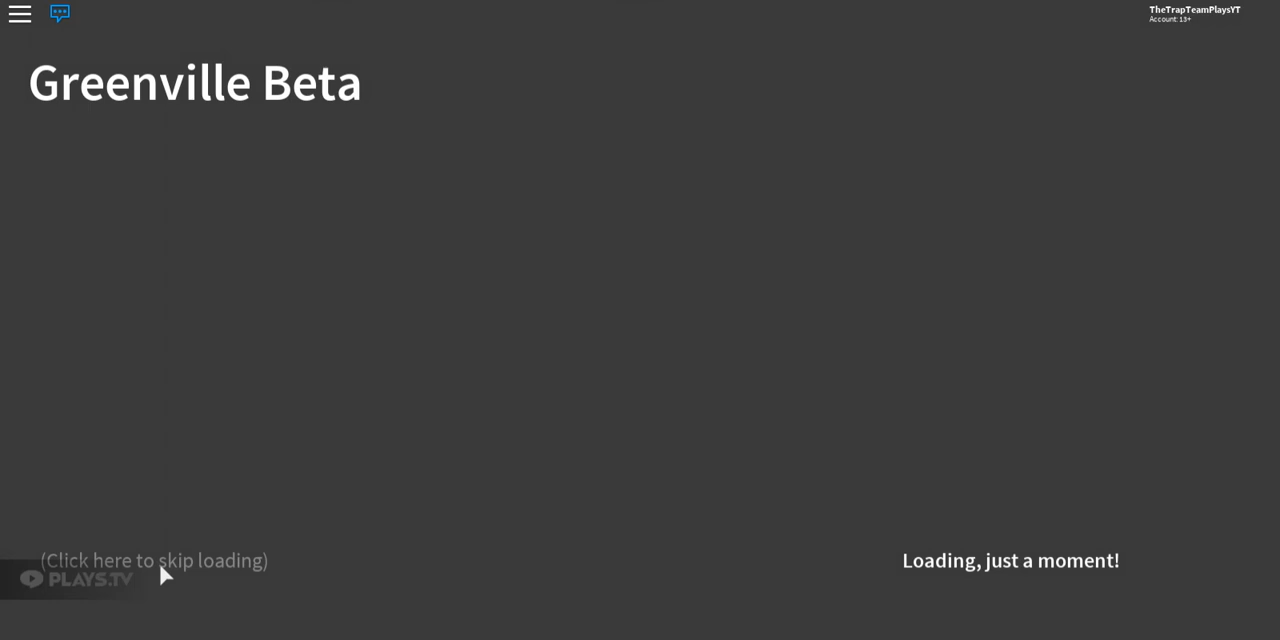 TheTrapTeamPlaysYT
Account: 13+
Greenville Beta
(Click here to skip loading)
Loading, just a moment!
PLAYS.TV